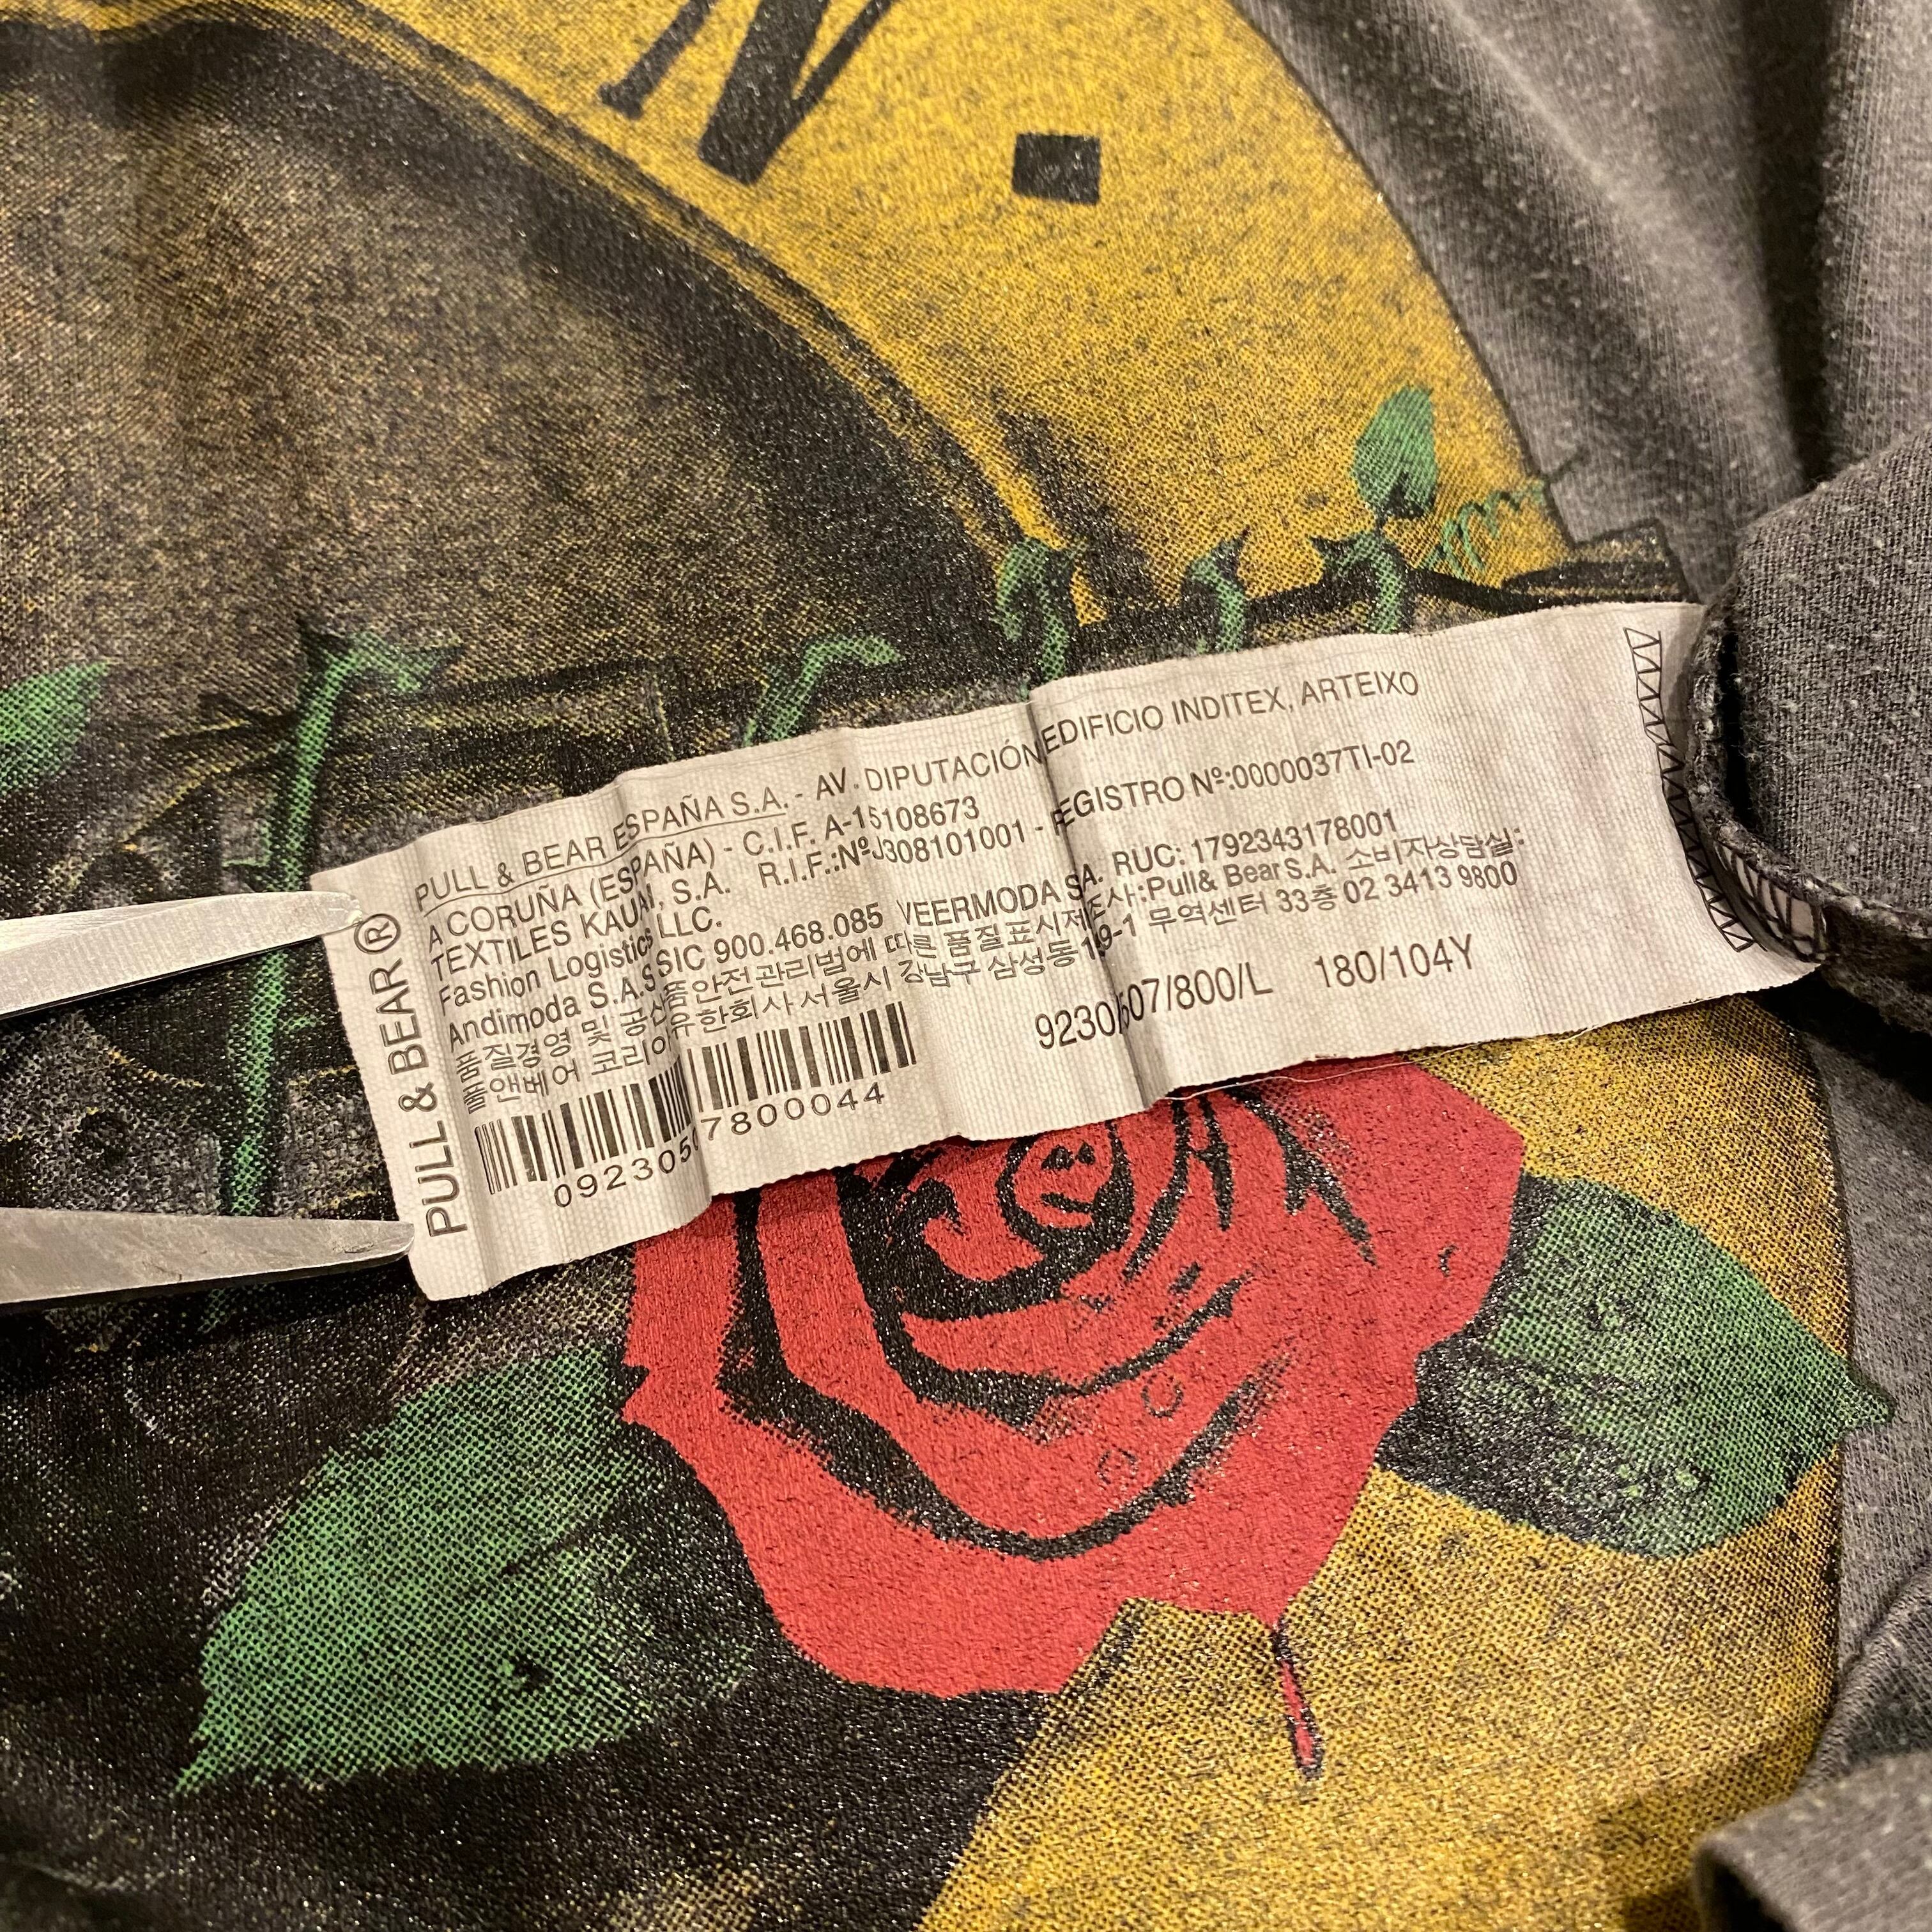 N.
PULL & BEAR ®
PULL & BEAR ESPAÑA S.A. - AV. DIPUTACIÓN EDIFICIO INDITEX, ARTEIXO
A CORUÑA (ESPAÑA) - C.I.F. A-15108673
TEXTILES KAUAI, S.A. R.I.F.:Nº J308101001 - REGISTRO Nº:0000037TI-02
Fashion Logistics LLC.
Andimoda S.A.S SIC 900.468.085 VEERMODA SA. RUC: 1792343178001
품질경영 및 공산품안전관리법에 따른 품질표시제조사:Pull& Bear S.A. 소비자상담실:
풀앤베어 코리아유한회사 서울시 강남구 삼성동 159-1 무역센터 33층 02 3413 9800
9230/507/800/L 180/104Y
09230507800044